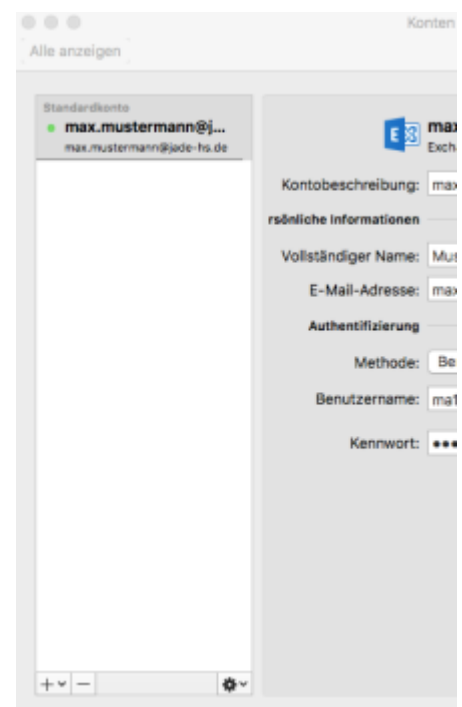 Konten
Alle anzeigen
Standardkonto
max.mustermann@j...
max.mustermann@jade-hs.de
max
Exch
Kontobeschreibung: max
rsönliche Informationen
Vollständiger Name: Mus
E-Mail-Adresse: max
Authentifizierung
Methode: Be
Benutzername: ma1
Kennwort: •••